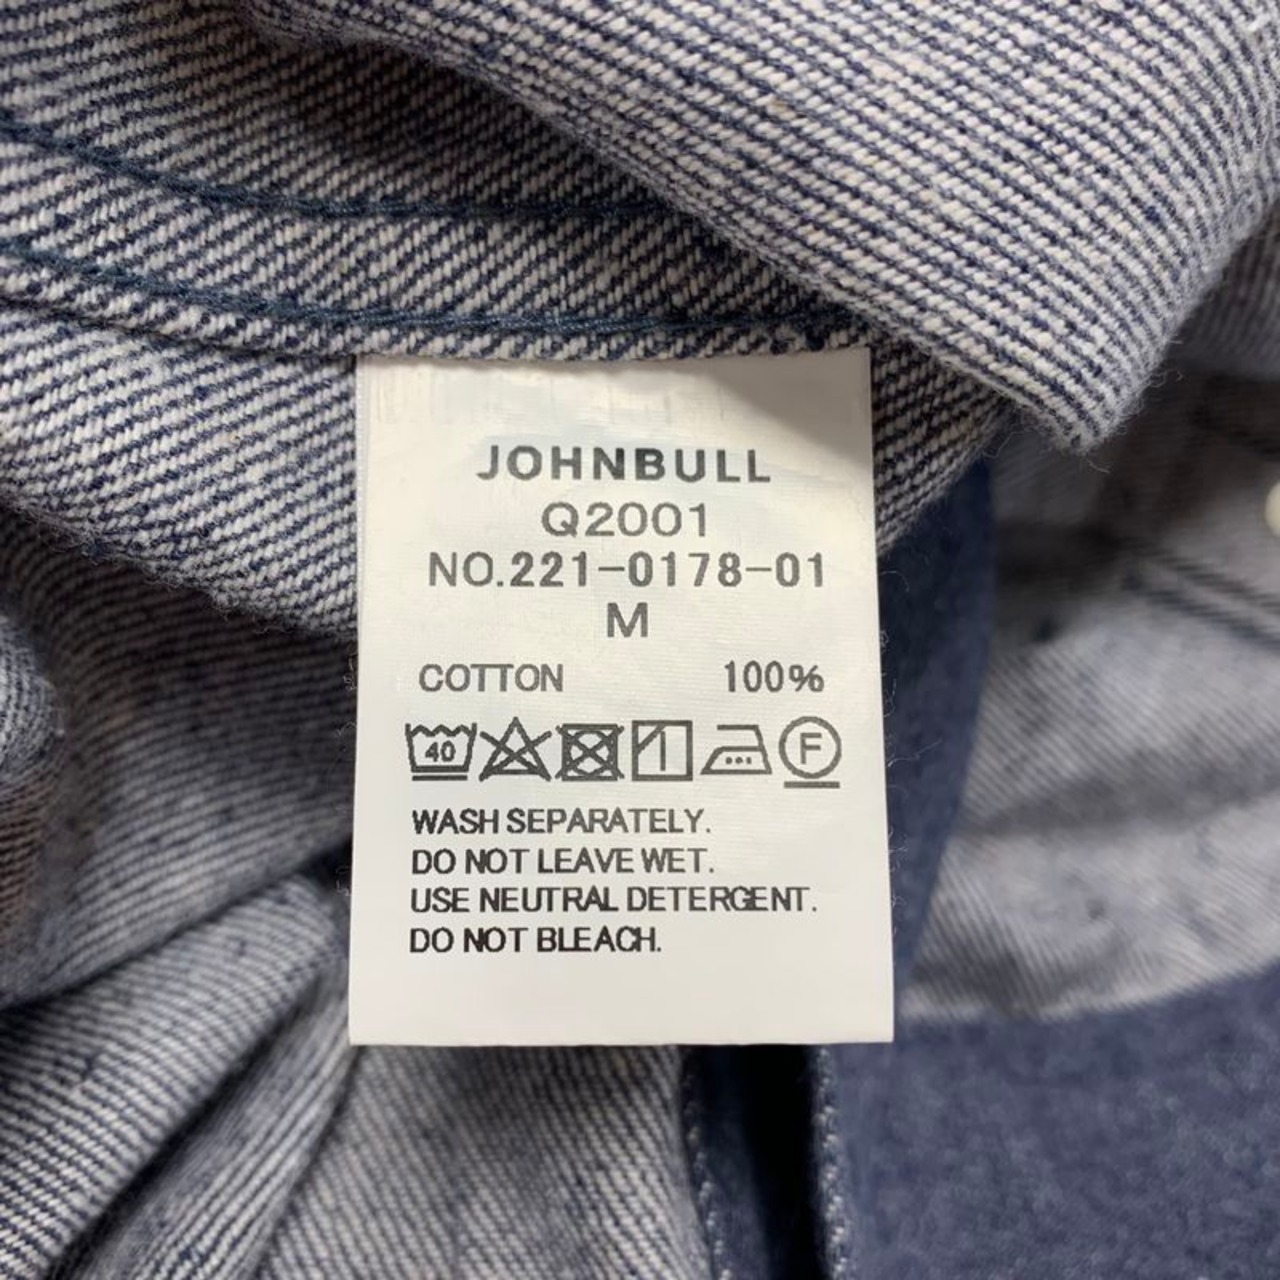 JOHNBULL
Q2001
NO.221-0178-01
M
COTTON 100%
40 F
WASH SEPARATELY.
DO NOT LEAVE WET.
USE NEUTRAL DETERGENT.
DO NOT BLEACH.